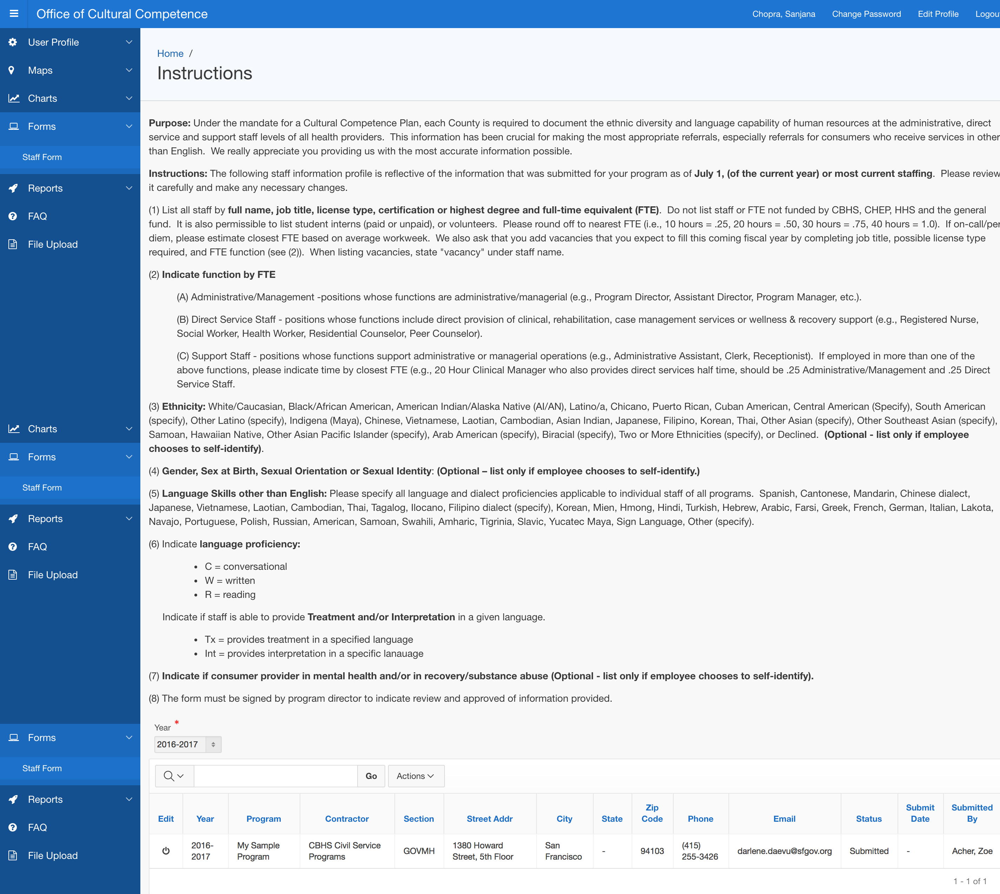 Office of Cultural Competence
Chopra, Sanjana
Change Password
Edit Profile
User Profile
Maps
Charts
Forms
Staff Form
Reports
FAQ
File Upload
Charts
Forms
Staff Form
Reports
FAQ
File Upload
Forms
Staff Form
Reports
FAQ
File Upload
Home /
Instructions
Purpose: Under the mandate for a Cultural Competence Plan, each County is required to document the ethnic diversity and language capability of human resources at the administrative, direct
service and support staff levels of all health providers. This information has been crucial for making the most appropriate referrals, especially referrals for consumers who receive services in other
than English. We really appreciate you providing us with the most accurate information possible.
Instructions: The following staff information profile is reflective of the information that was submitted for your program as of July 1, (of the current year) or most current staffing. Please review
it carefully and make any necessary changes.
(1) List all staff by full name, job title, license type, certification or highest degree and full-time equivalent (FTE). Do not list staff or FTE not funded by CBHS, CHEP, HHS and the general
fund. It is also permissible to list student interns (paid or unpaid), or volunteers. Please round off to nearest FTE (i.e., 10 hours = .25, 20 hours = .50, 30 hours = .75, 40 hours = 1.0). If on-call/per
diem, please estimate closest FTE based on average workweek. We also ask that you add vacancies that you expect to fill this coming fiscal year by completing job title, possible license type
required, and FTE function (see (2)). When listing vacancies, state "vacancy" under staff name.
(2) Indicate function by FTE
(A) Administrative/Management -positions whose functions are administrative/managerial (e.g., Program Director, Assistant Director, Program Manager, etc.).
(B) Direct Service Staff - positions whose functions include direct provision of clinical, rehabilitation, case management services or wellness & recovery support (e.g., Registered Nurse,
Social Worker, Health Worker, Residential Counselor, Peer Counselor).
(C) Support Staff - positions whose functions support administrative or managerial operations (e.g., Administrative Assistant, Clerk, Receptionist). If employed in more than one of the
above functions, please indicate time by closest FTE (e.g., 20 Hour Clinical Manager who also provides direct services half time, should be .25 Administrative/Management and .25 Direct
Service Staff.
(3) Ethnicity: White/Caucasian, Black/African American, American Indian/Alaska Native (AI/AN), Latino/a, Chicano, Puerto Rican, Cuban American, Central American (Specify), South American
(specify), Other Latino (specify), Indigena (Maya), Chinese, Vietnamese, Laotian, Cambodian, Asian Indian, Japanese, Filipino, Korean, Thai, Other Asian (specify), Other Southeast Asian (specify),
Samoan, Hawaiian Native, Other Asian Pacific Islander (specify), Arab American (specify), Biracial (specify), Two or More Ethnicities (specify), or Declined. (Optional - list only if employee
chooses to self-identify).
(4) Gender, Sex at Birth, Sexual Orientation or Sexual Identity: (Optional – list only if employee chooses to self-identify.)
(5) Language Skills other than English: Please specify all language and dialect proficiencies applicable to individual staff of all programs. Spanish, Cantonese, Mandarin, Chinese dialect,
Japanese, Vietnamese, Laotian, Cambodian, Thai, Tagalog, Ilocano, Filipino dialect (specify), Korean, Mien, Hmong, Hindi, Turkish, Hebrew, Arabic, Farsi, Greek, French, German, Italian, Lakota,
Navajo, Portuguese, Polish, Russian, American, Samoan, Swahili, Amharic, Tigrinia, Slavic, Yucatec Maya, Sign Language, Other (specify).
(6) Indicate language proficiency:
• C = conversational
• W = written
• R = reading
Indicate if staff is able to provide Treatment and/or Interpretation in a given language.
• Tx = provides treatment in a specified language
• Int = provides interpretation in a specific lanauage
(7) Indicate if consumer provider in mental health and/or in recovery/substance abuse (Optional - list only if employee chooses to self-identify).
(8) The form must be signed by program director to indicate review and approved of information provided.
Year *
2016-2017
Go
Actions
Edit Year Program Contractor Section Street Addr City State Zip Code Phone Email Status Submit Date Submitted By
2016-2017 My Sample Program CBHS Civil Service Programs GOVMH 1380 Howard Street, 5th Floor San Francisco - 94103 (415) 255-3426 darlene.daevu@sfgov.org Submitted - Acher, Zoe
1 - 1 of 1